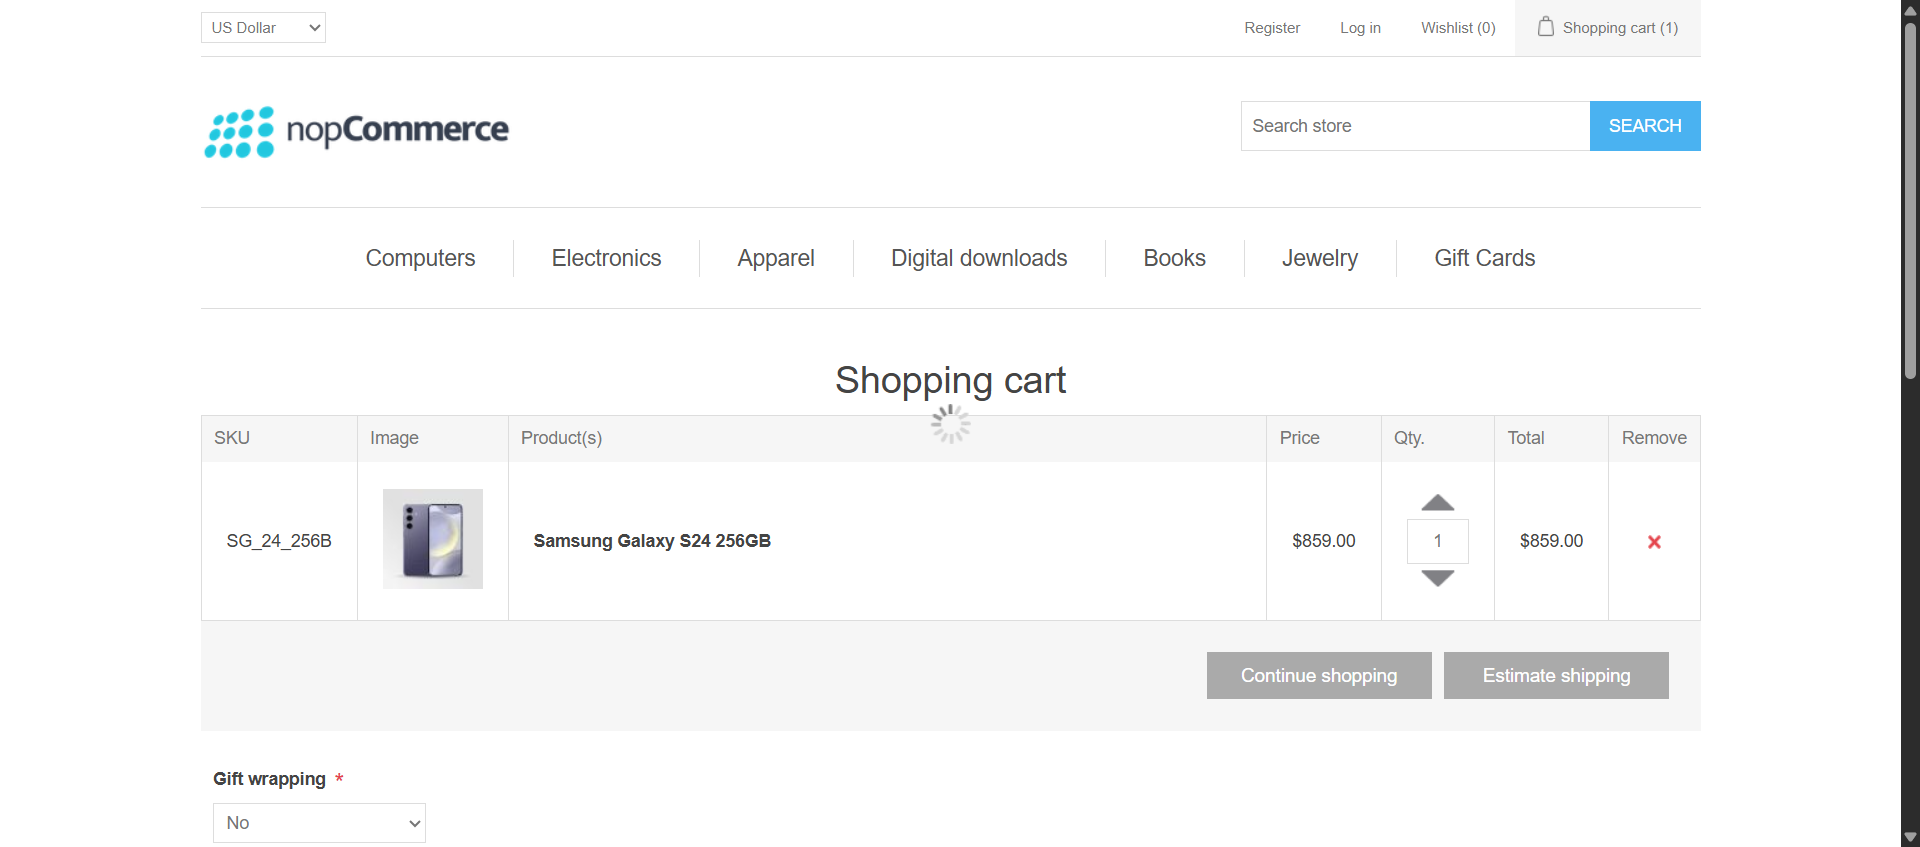 US Dollar
Register
Log in
Wishlist (0)
Shopping cart (1)
nopCommerce
Search store
SEARCH
Computers
Electronics
Apparel
Digital downloads
Books
Jewelry
Gift Cards
Shopping cart
SKU
Image
Product(s)
Price
Qty.
Total
Remove
SG_24_256B
Samsung Galaxy S24 256GB
$859.00
1
$859.00
Continue shopping
Estimate shipping
Gift wrapping *
No